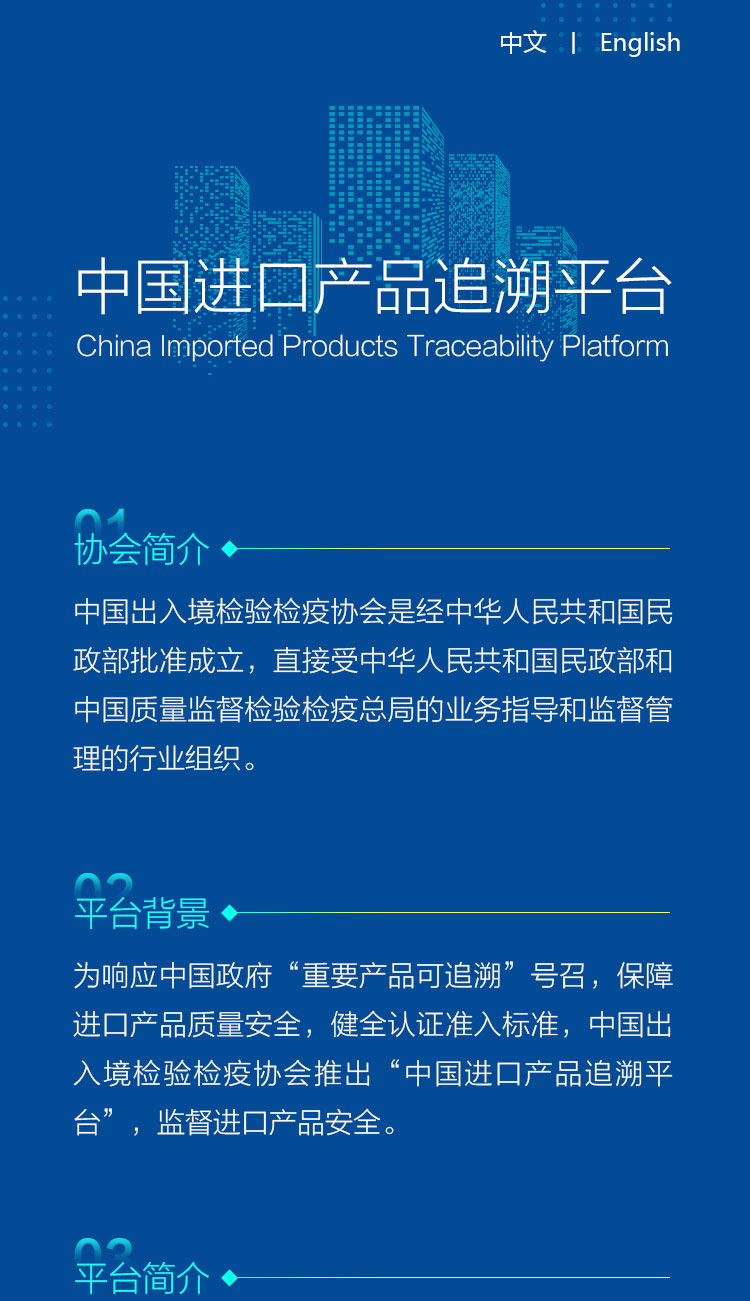 中文 | English
中国进口产品追溯平台
China Imported Products Traceability Platform
01
协会简介
中国出入境检验检疫协会是经中华人民共和国民
政部批准成立，直接受中华人民共和国民政部和
中国质量监督检验检疫总局的业务指导和监督管
理的行业组织。
02
平台背景
为响应中国政府“重要产品可追溯”号召，保障
进口产品质量安全，健全认证准入标准，中国出
入境检验检疫协会推出“中国进口产品追溯平
台”，监督进口产品安全。
03
平台简介